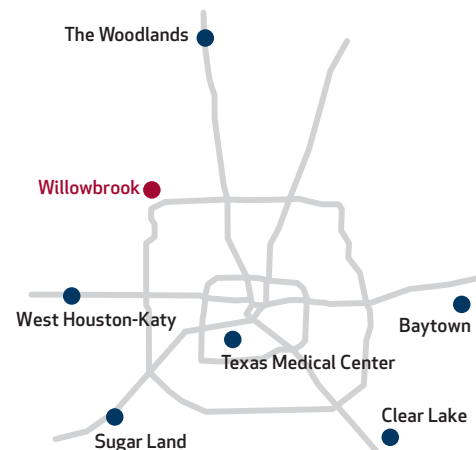 The Woodlands
Willowbrook
West Houston-Katy
Baytown
Texas Medical Center
Clear Lake
Sugar Land